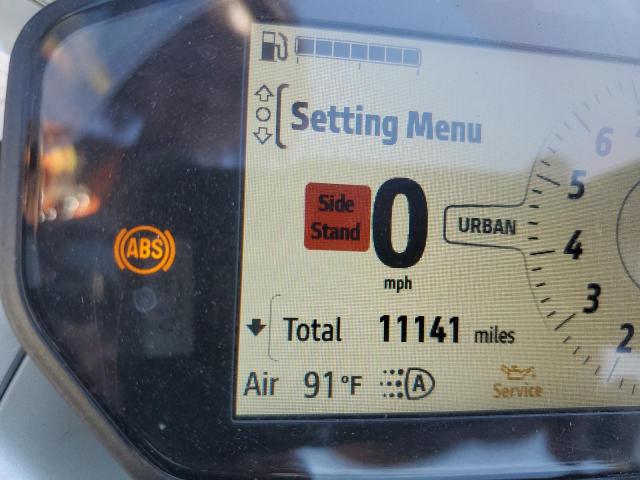 Setting Menu
6
5
Side
Stand
0
URBAN
ABS
4
mph
3
Total 11141 miles
2
Air 91 °F A
Service